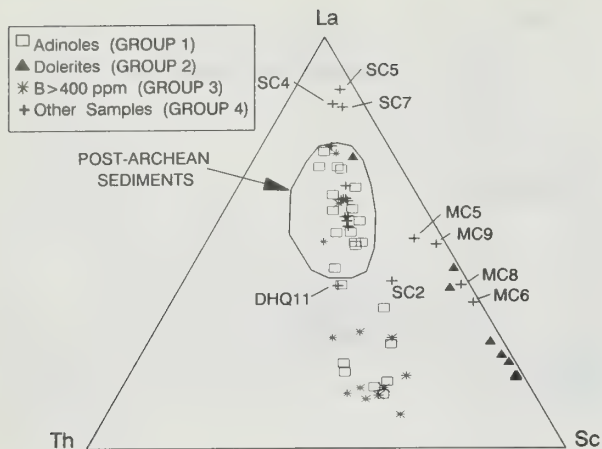 La
□ Adinoles (GROUP 1)
▲ Dolerites (GROUP 2)
✳ B>400 ppm (GROUP 3)
+ Other Samples (GROUP 4)
SC5
SC4
SC7
POST-ARCHEAN
SEDIMENTS
MC5
MC9
MC8
MC6
SC2
DHQ11
Th
Sc